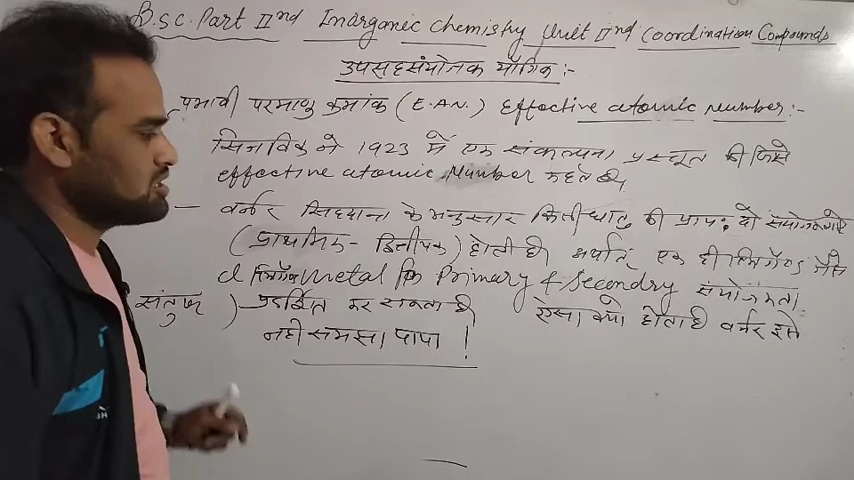 B.sc. Part IInd Inorganic Chemistry Unit IInd Coordination Compounds
उपसहसंयोजक यौगिक :-
प्रभावी परमाणु क्रमांक (E.A.N.) Effective atomic number :-
सिजविक ने 1923 में एक संकल्पना प्रस्तुत की जिसे
effective atomic Number कहते है
— वर्नर सिध्दान्त के अनुसार किसी धातु की प्रायः दो संयोजकताऐं
(प्राथमिक - द्वितीयक) होती है अर्थात् एक ही लिगैण्ड
metal Primary & Secondry संयोजकता
संतुष्ट प्रदर्शित कर सकता है ऐसा क्यो होता है वर्नर इसे
नही समझा पाया !